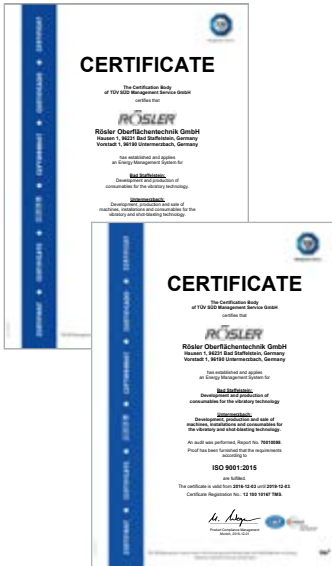 CERTIFICATE
The Certification Body
of TÜV SÜD Management Service GmbH
certifies that
RÖSLER
Rösler Oberflächentechnik GmbH
Hausen 1, 96231 Bad Staffelstein, Germany
Vorstadt 1, 96190 Untermerzbach, Germany
has established and applies
an Energy Management System for
Bad Staffelstein:
Development and production of
consumables for the vibratory technology.
Untermerzbach:
Development, production and sale of
machines, installations and consumables for the
vibratory and shot-blasting technology.
CERTIFICATE
The Certification Body
of TÜV SÜD Management Service GmbH
certifies that
RÖSLER
Rösler Oberflächentechnik GmbH
Hausen 1, 96231 Bad Staffelstein, Germany
Vorstadt 1, 96190 Untermerzbach, Germany
has established and applies
an Energy Management System for
Bad Staffelstein:
Development and production of
consumables for the vibratory technology
Untermerzbach:
Development, production and sale of
machines, installations and consumables for
the vibratory and shot-blasting technology.
An audit was performed, Report No. 70010098.
Proof has been furnished that the requirements
according to
ISO 9001:2015
are fulfilled.
The certificate is valid from 2016-12-03 until 2019-12-03.
Certificate Registration No.: 12 100 10167 TMS.
Product Compliance Management